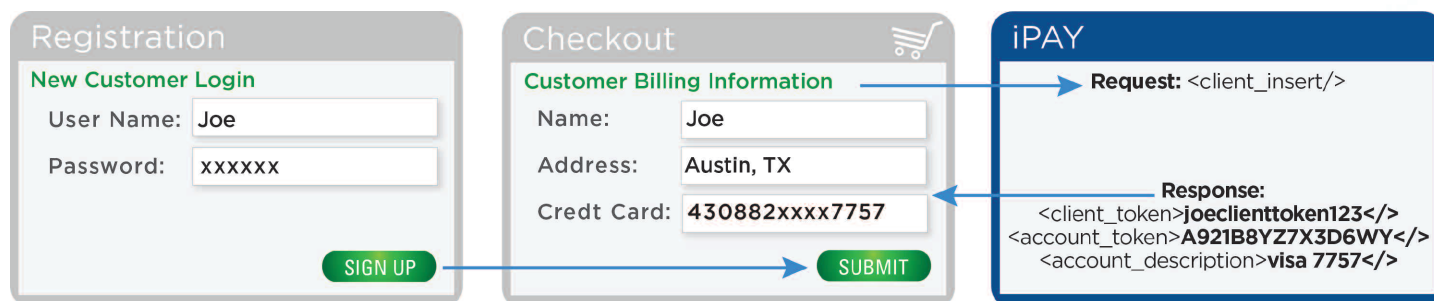 Registration
New Customer Login
User Name: Joe
Password: xxxxxx
SIGN UP
Checkout
Customer Billing Information
Name: Joe
Address: Austin, TX
Credt Card: 430882xxxx7757
SUBMIT
iPAY
Request: <client_insert/>
Response:
<client_token>joeclienttoken123</>
<account_token>A921B8YZ7X3D6WY</>
<account_description>visa 7757</>